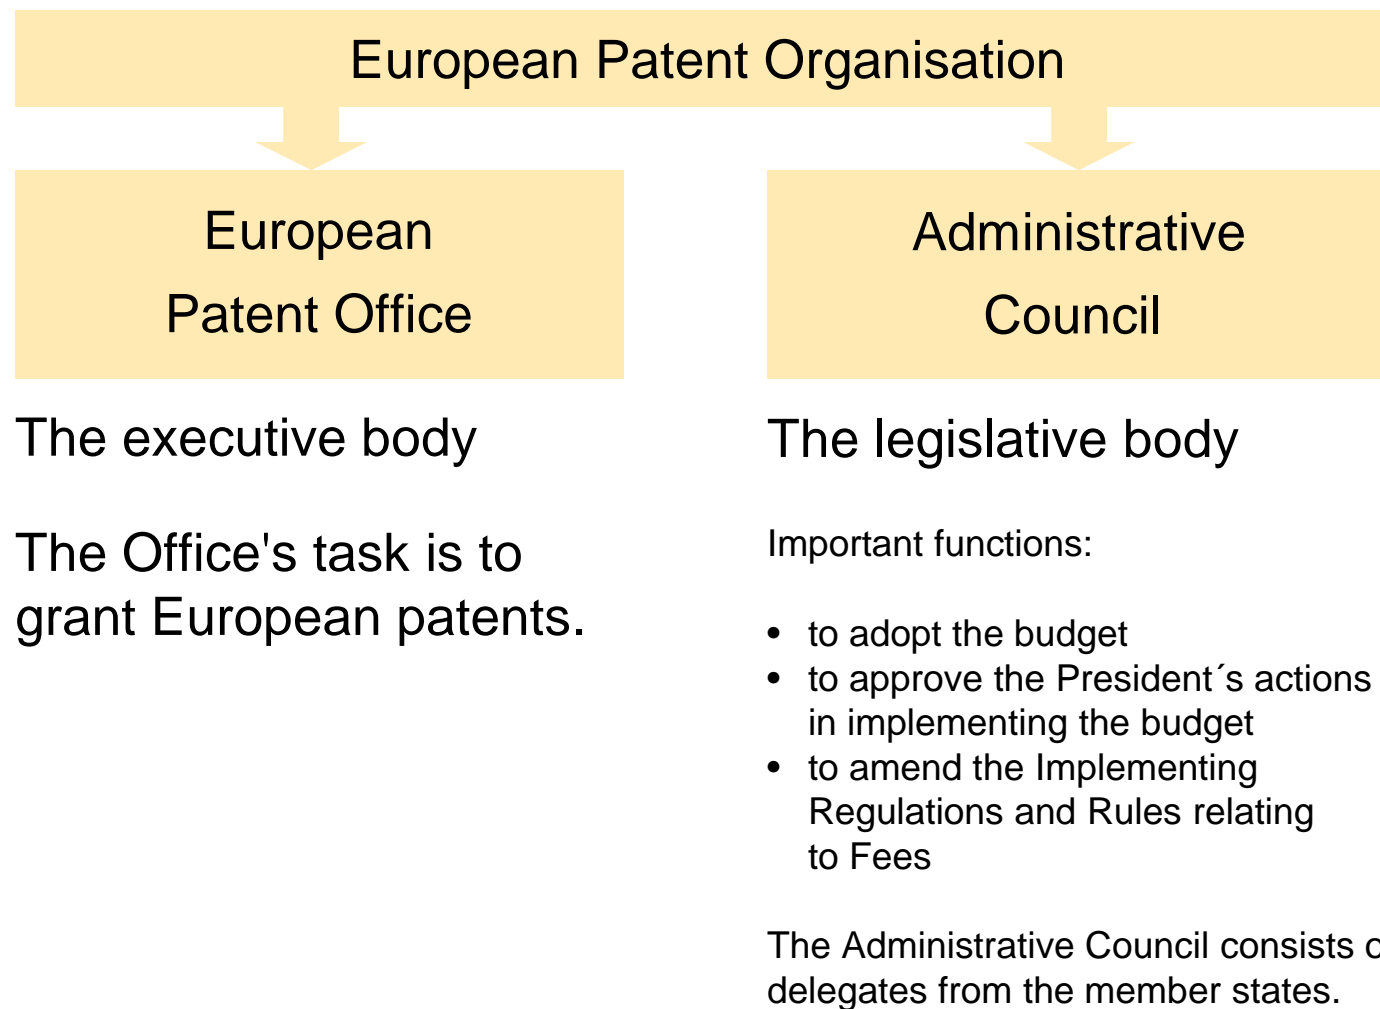 European Patent Organisation
European
Patent Office
The executive body
The Office's task is to
grant European patents.
Administrative
Council
The legislative body
Important functions:
• to adopt the budget
• to approve the President´s actions
in implementing the budget
• to amend the Implementing
Regulations and Rules relating
to Fees
The Administrative Council consists
delegates from the member states.